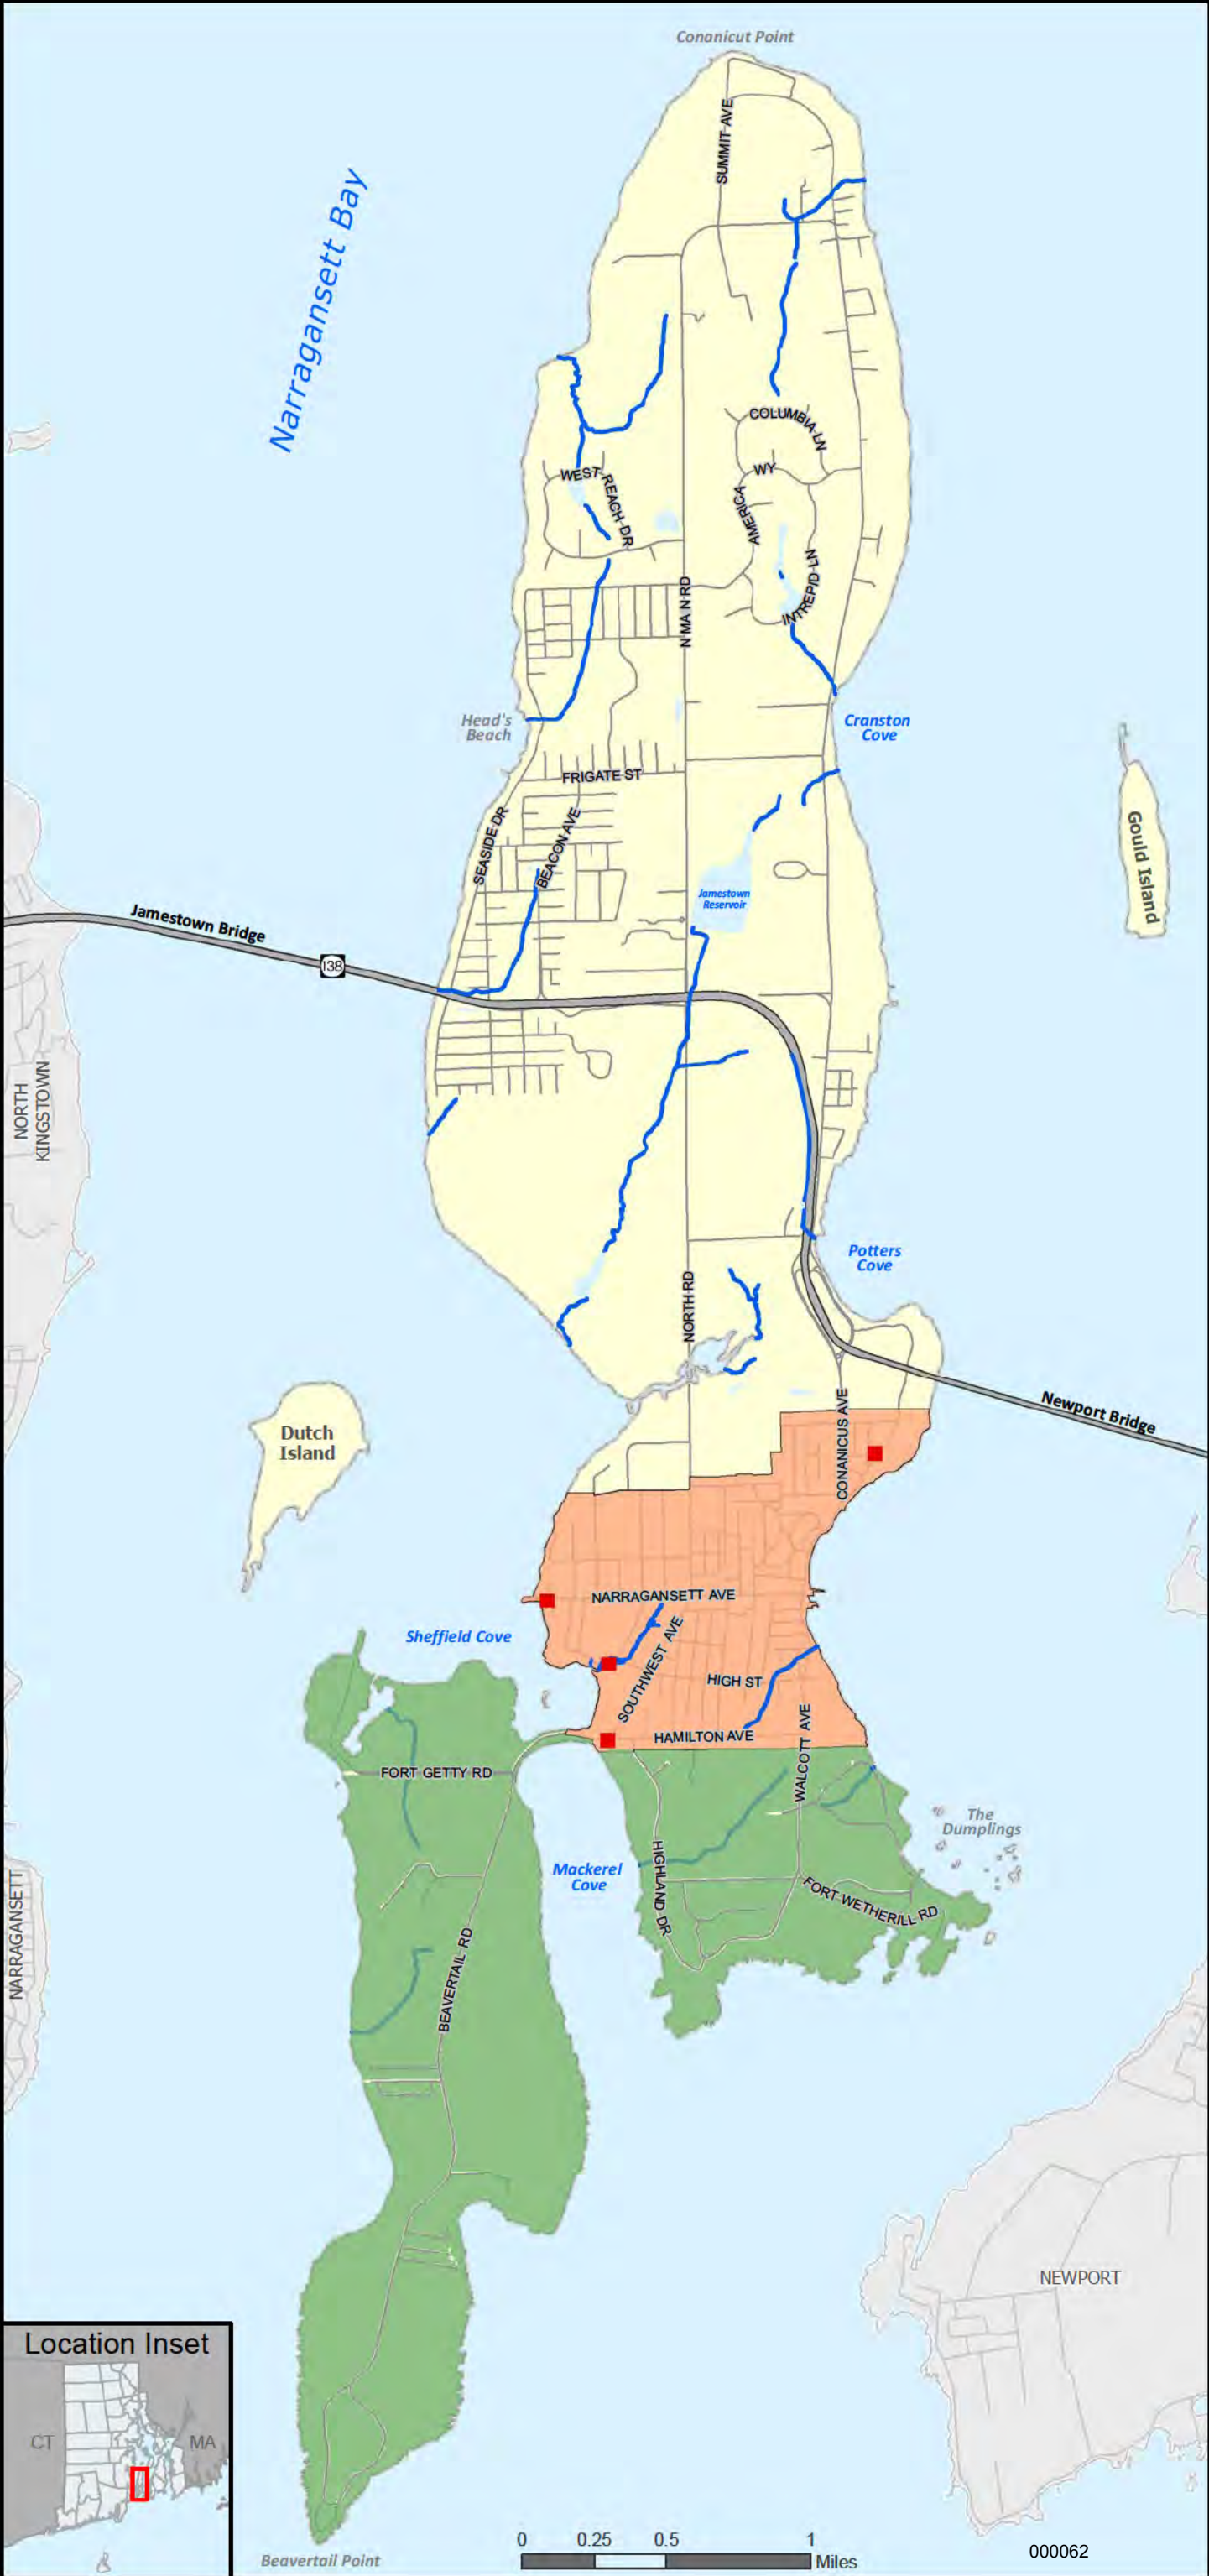 Conanicut Point
SUMMIT AVE
Narragansett Bay
COLUMBIA LN
WEST REACH DR
WY
AMERICA
INTREPID LN
N MAIN RD
Head's
Beach
Cranston
Cove
FRIGATE ST
SEASIDE DR
BEACON AVE
Gould Island
Jamestown
Reservoir
Jamestown Bridge
138
NORTH
KINGSTOWN
Potters
Cove
NORTH RD
Newport Bridge
CONANICUS AVE
Dutch
Island
NARRAGANSETT AVE
Sheffield Cove
SOUTHWEST AVE
HIGH ST
HAMILTON AVE
WALCOTT AVE
FORT GETTY RD
The
Dumplings
HIGHLAND DR
Mackerel
Cove
FORT WETHERILL RD
NARRAGANSETT
BEAVERTAIL RD
NEWPORT
Location Inset
CT
MA
0 0.25 0.5 1
Miles
000062
Beavertail Point